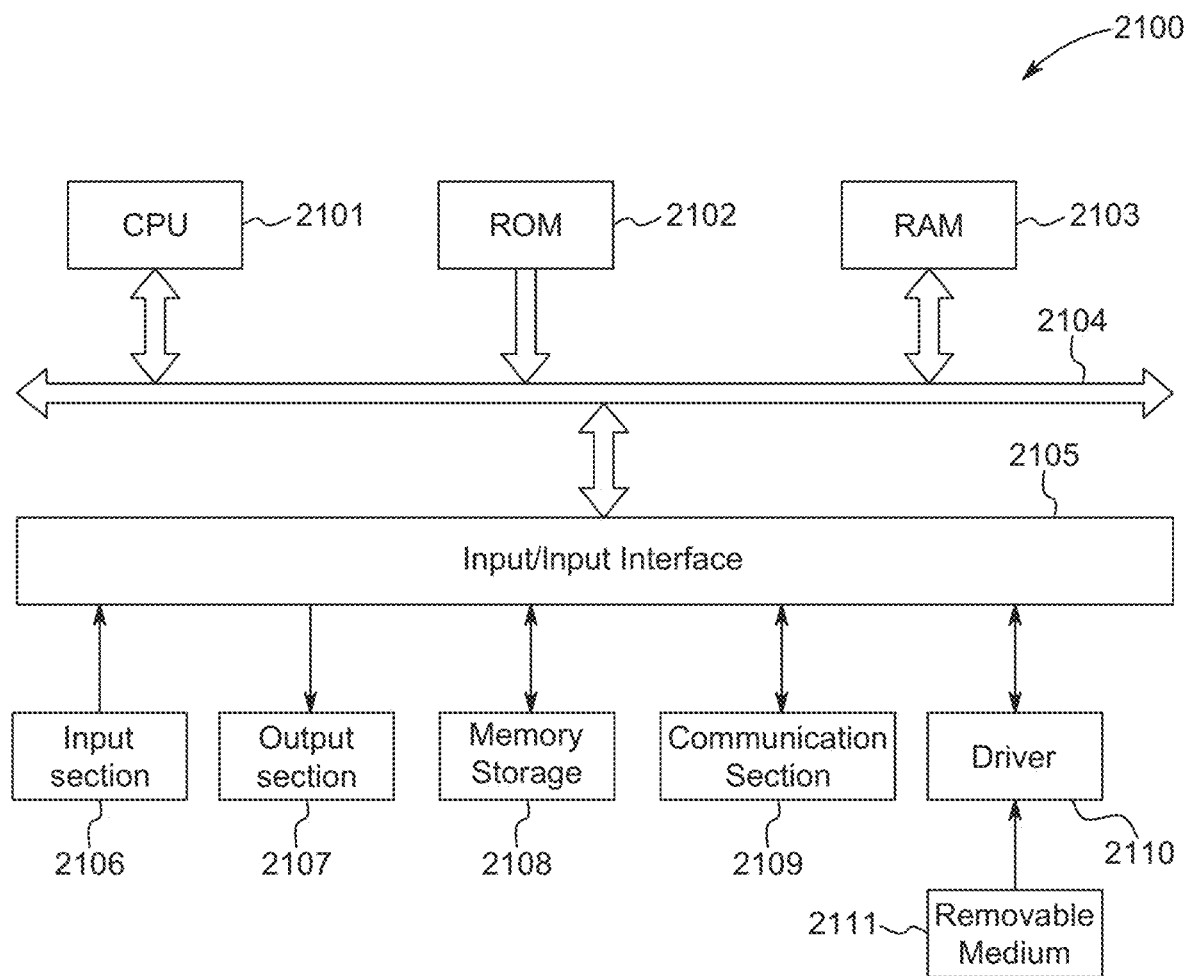 2100
CPU
2101
ROM
2102
RAM
2103
2104
2105
Input/Input Interface
Input
section
Output
section
Memory
Storage
Communication
Section
Driver
2106
2107
2108
2109
2110
2111
Removable
Medium